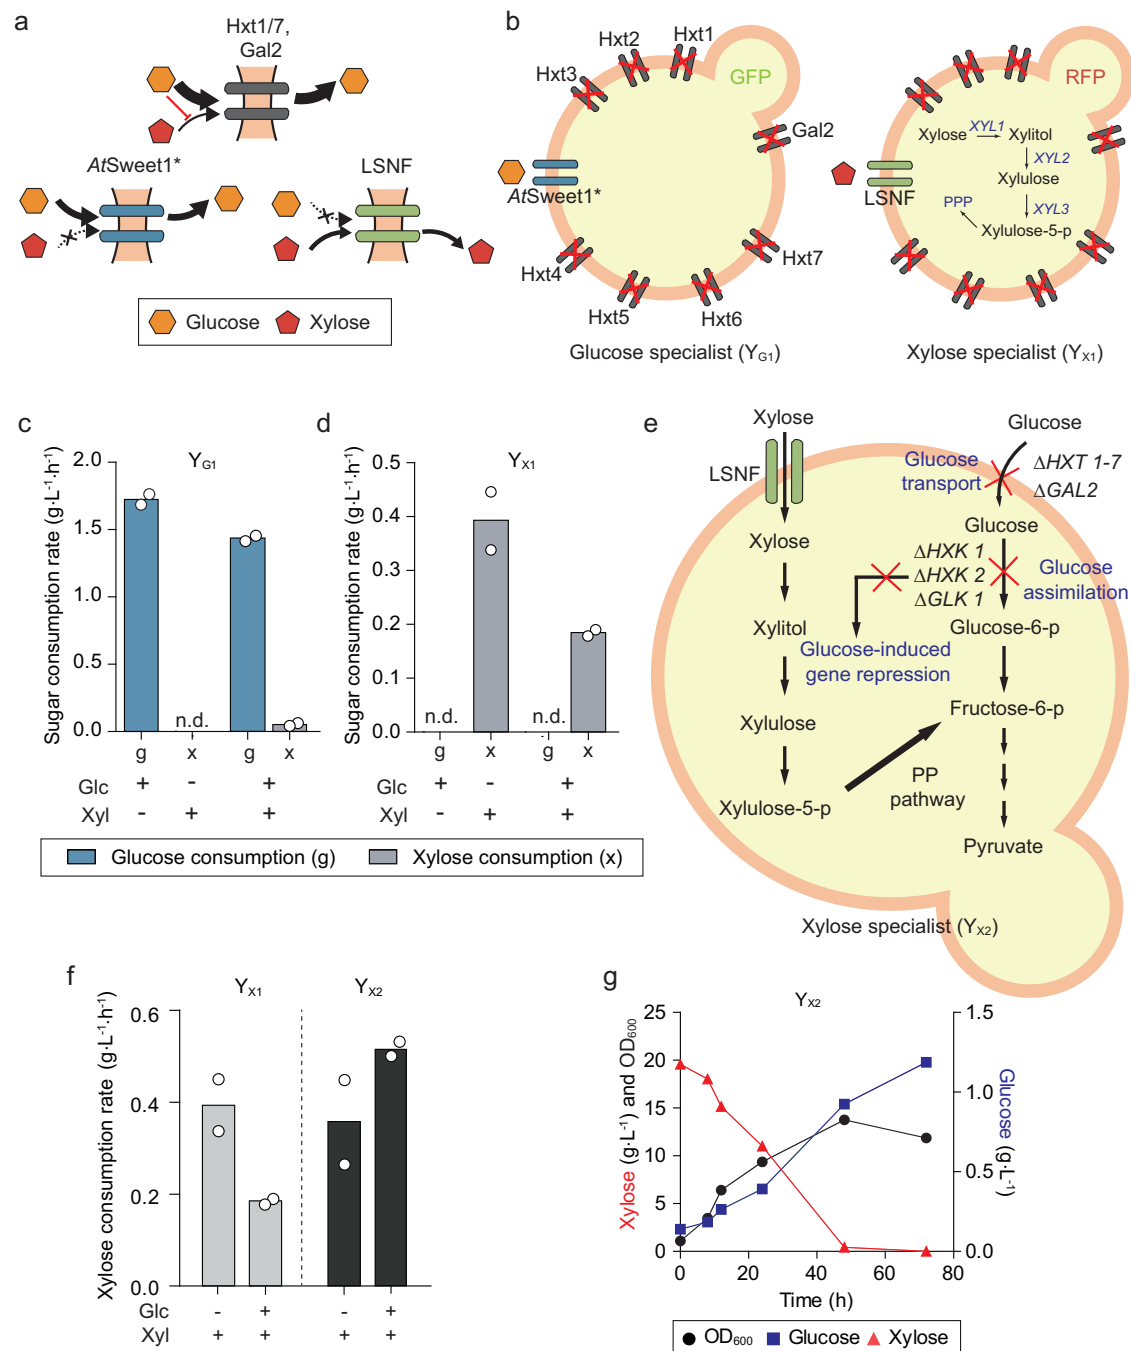 a
Hxt1/7,
Gal2
AtSweet1*
LSNF
Glucose
Xylose
b
Hxt1
Hxt2
Hxt3
GFP
Gal2
AtSweet1*
Hxt4
Hxt5
Hxt6
Hxt7
Glucose specialist (YG1)
RFP
Xylose
XYL1
Xylitol
XYL2
Xylulose
XYL3
PPP
Xylulose-5-p
LSNF
Xylose specialist (YX1)
c
YG1
Sugar consumption rate (g·L-1·h-1)
2.0
1.5
1.0
0.5
0.0
n.d.
g
x
g
x
Glc
+
-
+
Xyl
-
+
+
d
YX1
Sugar consumption rate (g·L-1·h-1)
0.5
0.4
0.3
0.2
0.1
0
n.d.
n.d.
g
x
g
x
+
-
+
-
+
+
Glucose consumption (g)
Xylose consumption (x)
e
Xylose
Glucose
LSNF
Glucose
transport
ΔHXT 1-7
ΔGAL2
Xylose
Glucose
ΔHXK 1
ΔHXK 2
ΔGLK 1
Glucose
assimilation
Xylitol
Glucose-6-p
Glucose-induced
gene repression
Xylulose
Fructose-6-p
Xylulose-5-p
PP
pathway
Pyruvate
Xylose specialist (YX2)
f
YX1
YX2
Xylose consumption rate (g·L-1·h-1)
0.6
0.4
0.2
0.0
Glc
-
+
-
+
Xyl
+
+
+
+
g
YX2
Xylose (g·L-1) and OD600
25
20
15
10
5
0
1.5
1.0
0.5
0.0
Glucose (g·L-1)
0
20
40
60
80
Time (h)
OD600
Glucose
Xylose